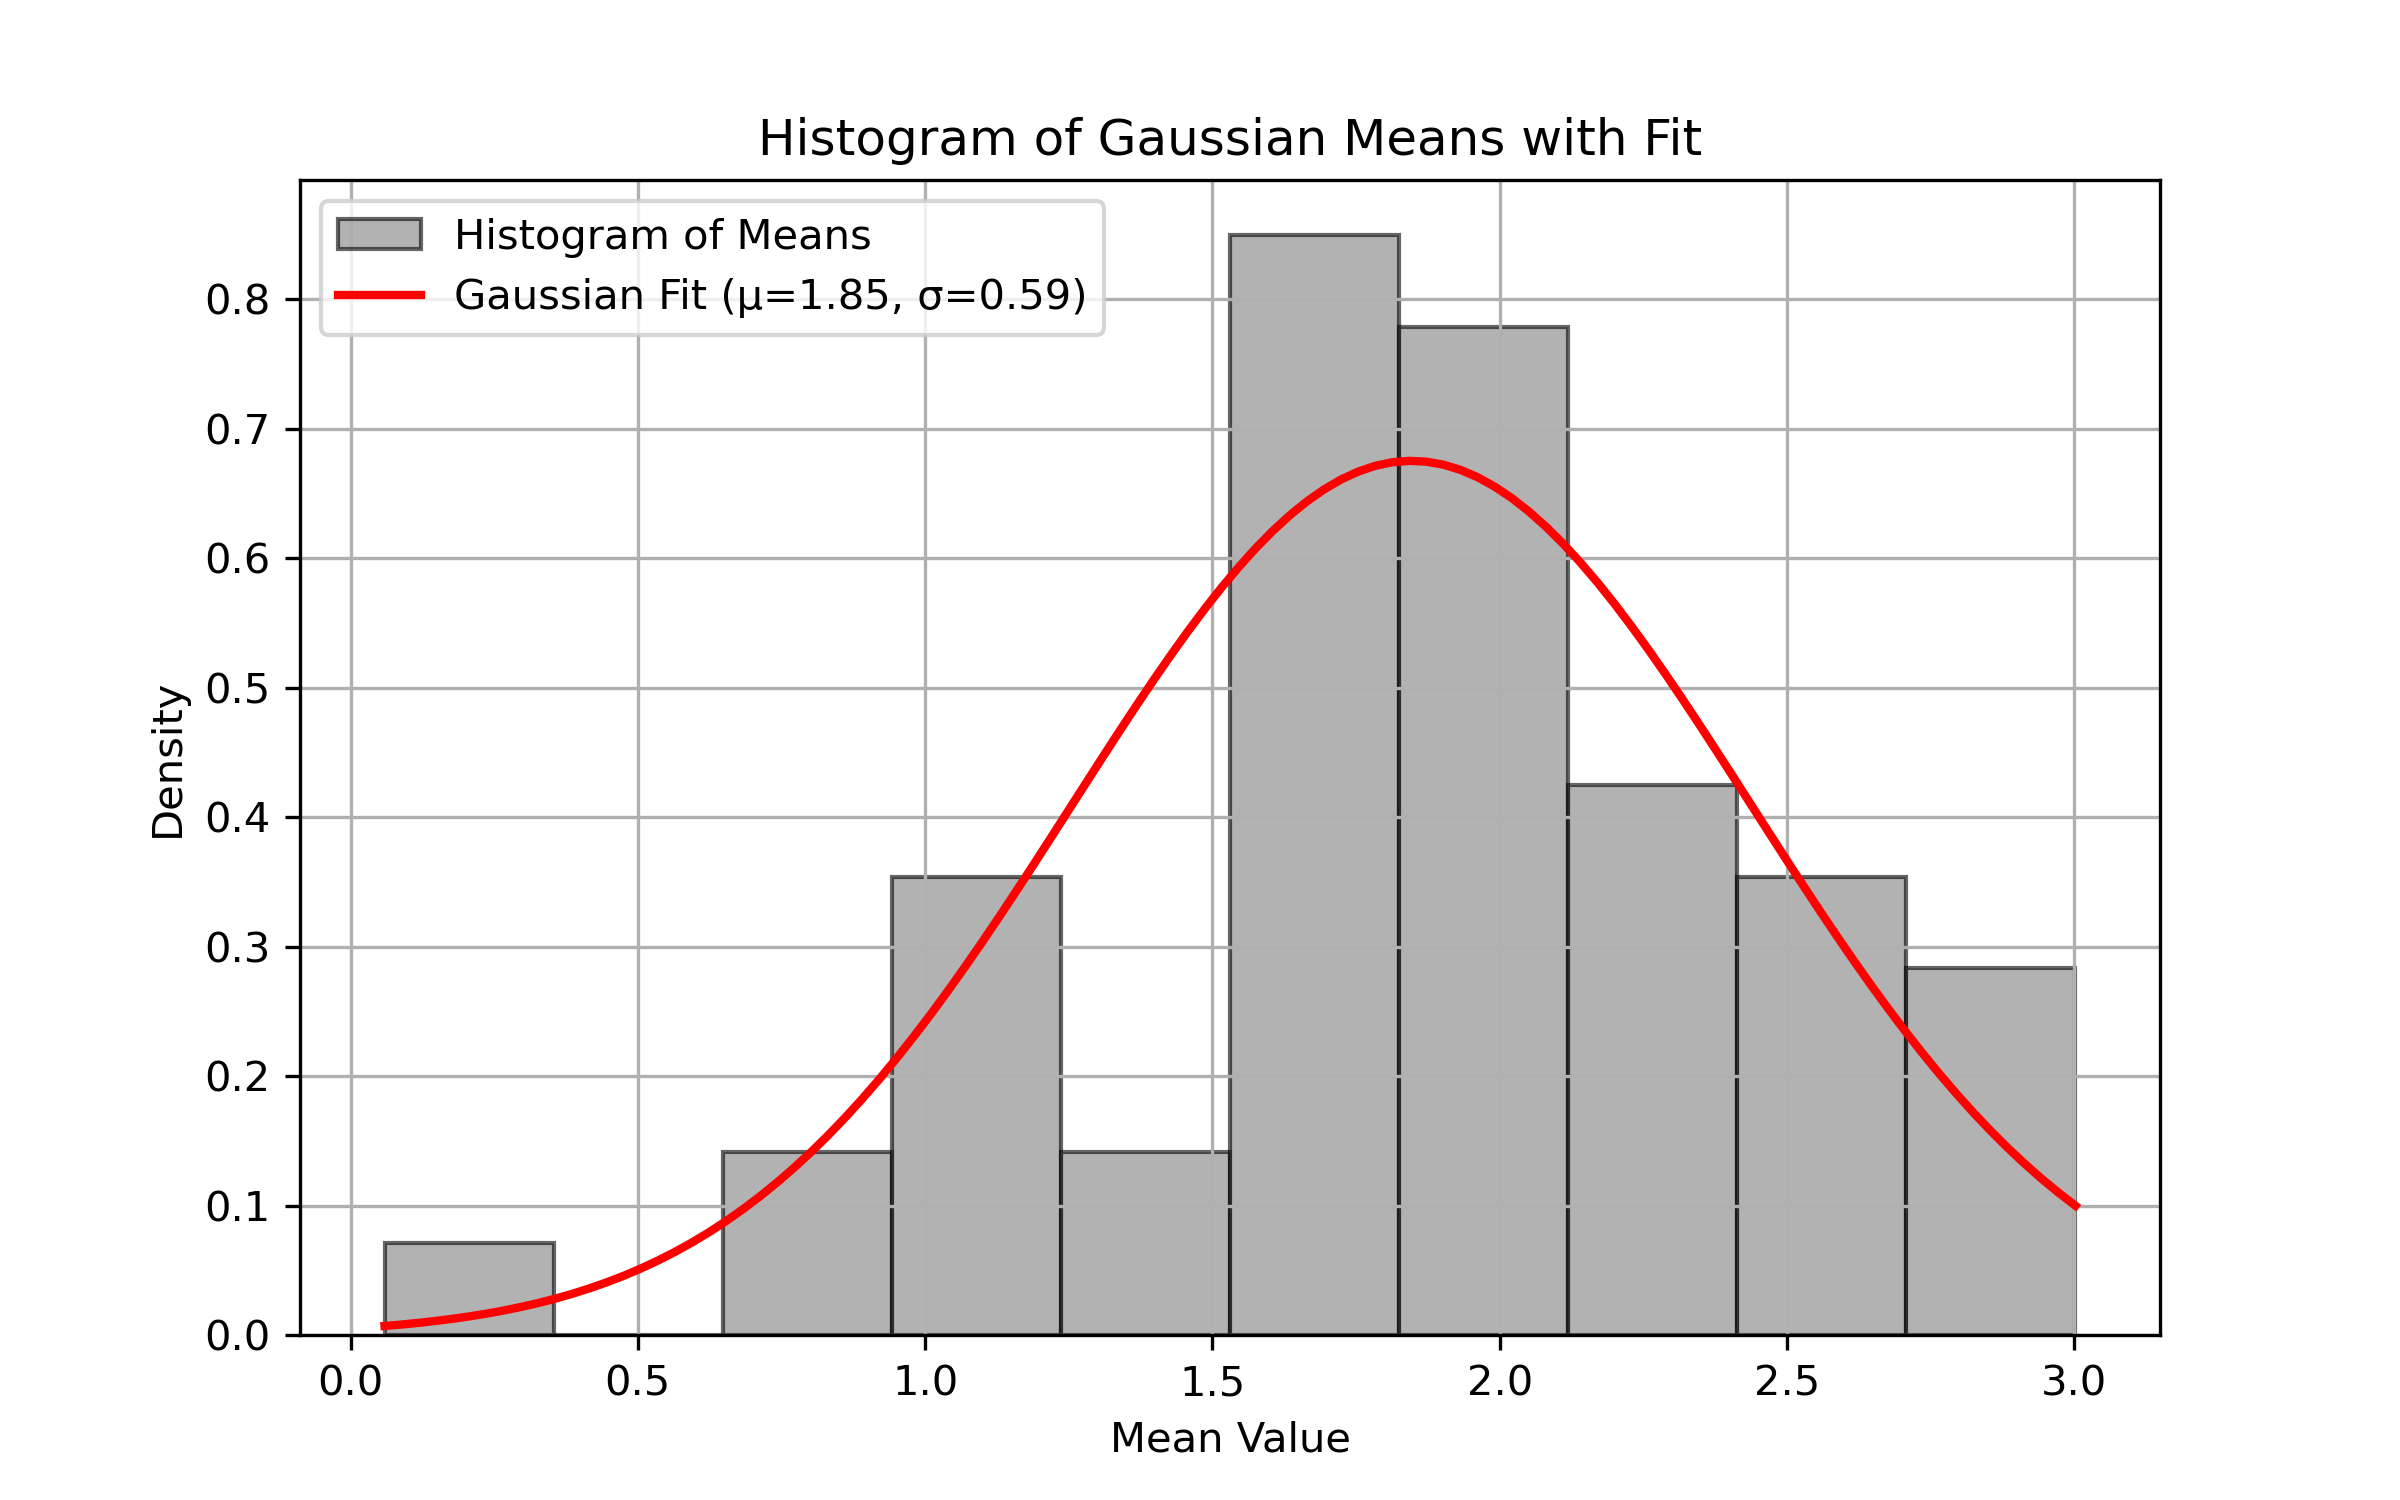 Histogram of Gaussian Means with Fit
Histogram of Means
Gaussian Fit (μ=1.85, σ=0.59)
Density
0.8
0.7
0.6
0.5
0.4
0.3
0.2
0.1
0.0
0.0 0.5 1.0 1.5 2.0 2.5 3.0
Mean Value